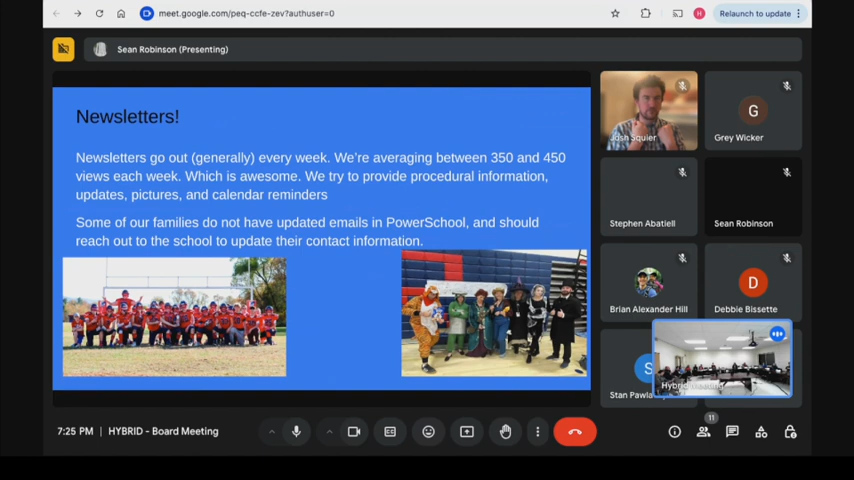 meet.google.com/peq-ccfe-zev?authuser=0
H
Relaunch to update
Sean Robinson (Presenting)
Newsletters!
Newsletters go out (generally) every week. We're averaging between 350 and 450
views each week. Which is awesome. We try to provide procedural information,
updates, pictures, and calendar reminders
Some of our families do not have updated emails in PowerSchool, and should
reach out to the school to update their contact information.
Josh Squier
G
Grey Wicker
Stephen Abatiell
Sean Robinson
Brian Alexander Hill
D
Debbie Bissette
S
Stan
Hybrid Meeting
7:25 PM
HYBRID - Board Meeting
11